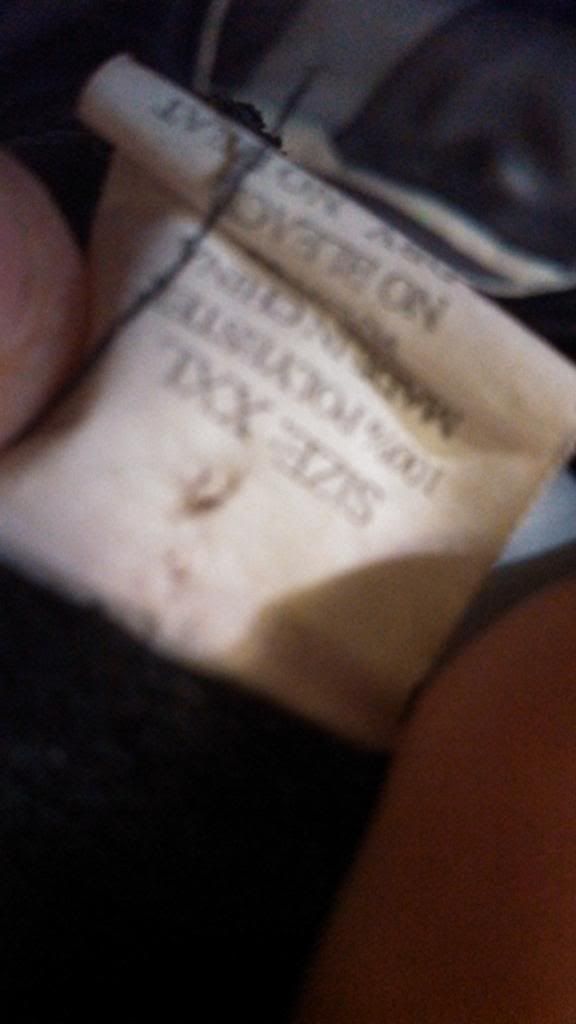 SIZE XXL
100% POLYESTER
MADE IN CHINA
NO BLEACH